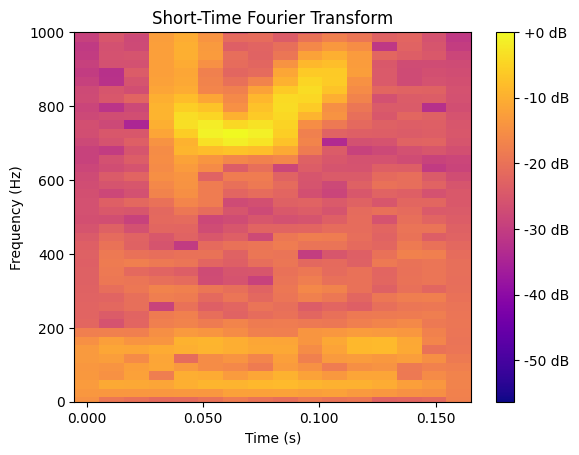 Short-Time Fourier Transform
1000
800
600
400
200
0
Frequency (Hz)
0.000
0.050
0.100
0.150
Time (s)
+0 dB
-10 dB
-20 dB
-30 dB
-40 dB
-50 dB